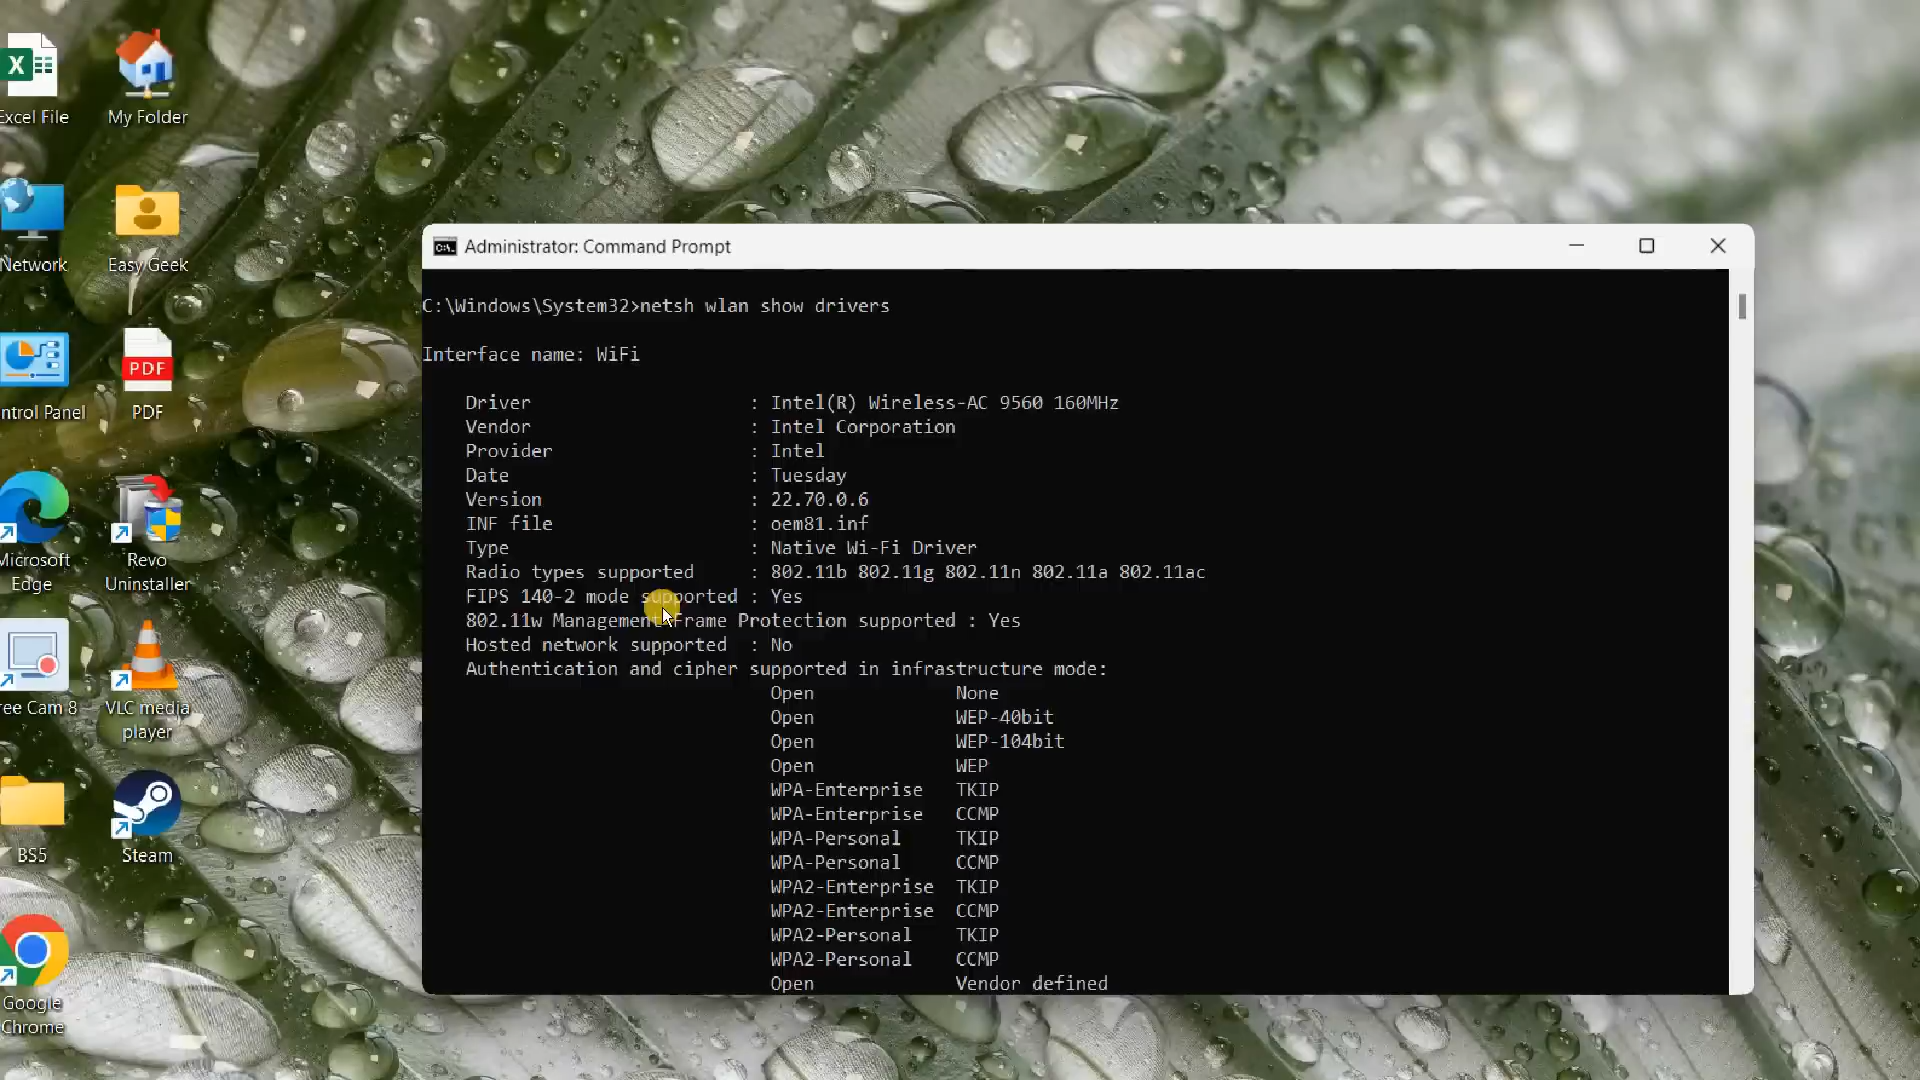 Excel File
My Folder
Network
Easy Geek
ntrol Panel
PDF
PDF
Microsoft
Edge
Revo
Uninstaller
ree Cam 8
VLC media
player
BS5
Steam
Google
Chrome
Administrator: Command Prompt
C:\Windows\System32>netsh wlan show drivers
Interface name: WiFi
Driver : Intel(R) Wireless-AC 9560 160MHz
Vendor : Intel Corporation
Provider : Intel
Date : Tuesday
Version : 22.70.0.6
INF file : oem81.inf
Type : Native Wi-Fi Driver
Radio types supported : 802.11b 802.11g 802.11n 802.11a 802.11ac
FIPS 140-2 mode supported : Yes
802.11w Management Frame Protection supported : Yes
Hosted network supported : No
Authentication and cipher supported in infrastructure mode:
Open None
Open WEP-40bit
Open WEP-104bit
Open WEP
WPA-Enterprise TKIP
WPA-Enterprise CCMP
WPA-Personal TKIP
WPA-Personal CCMP
WPA2-Enterprise TKIP
WPA2-Enterprise CCMP
WPA2-Personal TKIP
WPA2-Personal CCMP
Open Vendor defined